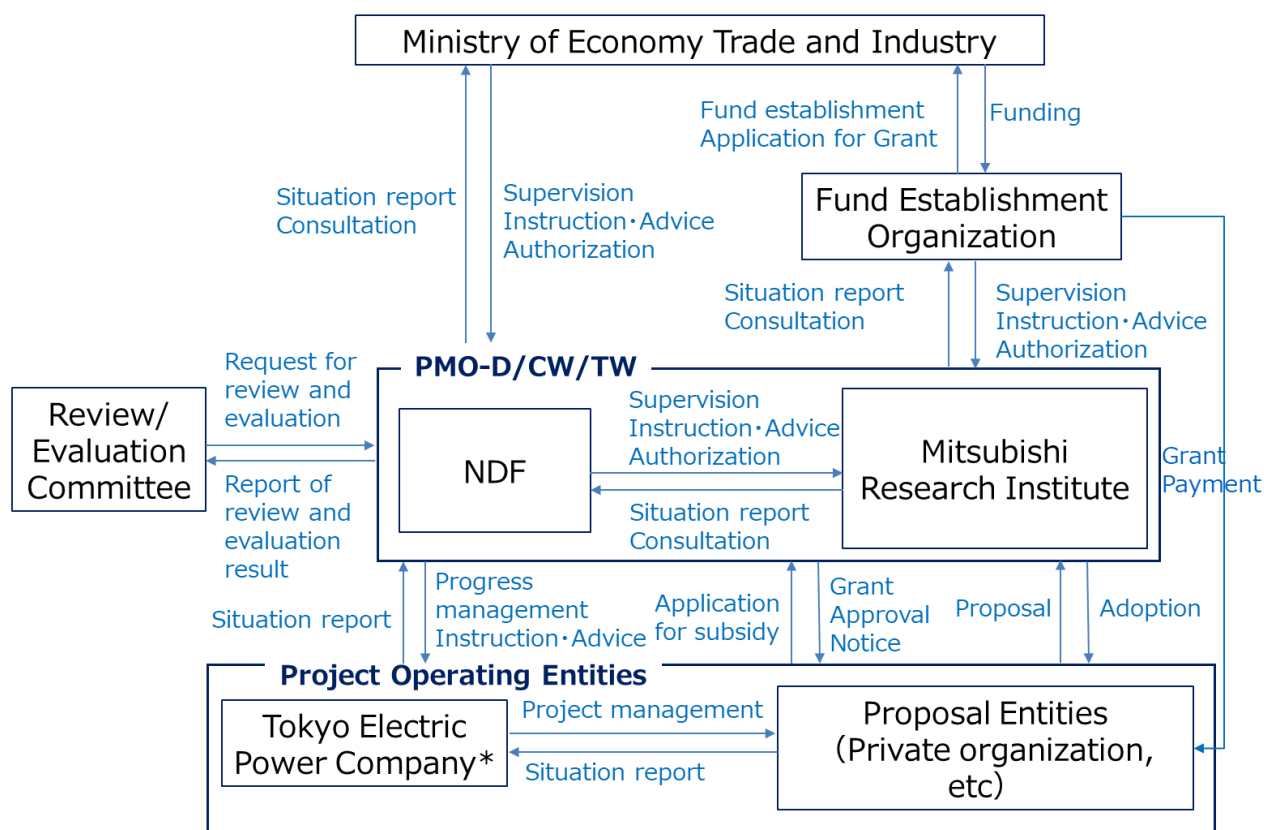 Ministry of Economy Trade and Industry
Fund establishment
Application for Grant
Funding
Situation report
Consultation
Supervision
Instruction・Advice
Authorization
Fund Establishment
Organization
Situation report
Consultation
Supervision
Instruction・Advice
Authorization
Request for
review and
evaluation
PMO-D/CW/TW
Review/
Evaluation
Committee
NDF
Supervision
Instruction・Advice
Authorization
Situation report
Consultation
Mitsubishi
Research Institute
Grant
Payment
Report of
review and
evaluation
result
Situation report
Progress
management
Instruction・Advice
Application
for subsidy
Grant
Approval
Notice
Proposal
Adoption
Project Operating Entities
Tokyo Electric
Power Company*
Project management
Situation report
Proposal Entities
（Private organization,
etc）